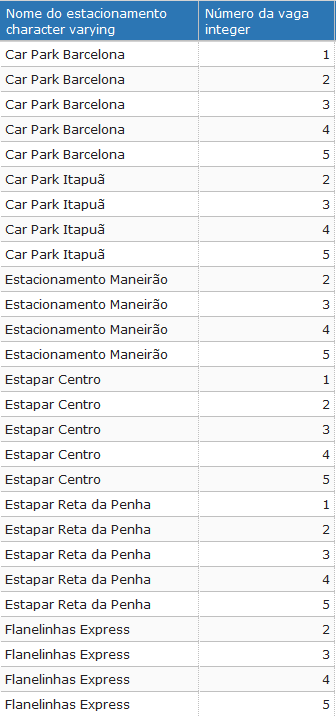 Nome do estacionamento Número da vaga
character varying integer
Car Park Barcelona 1
Car Park Barcelona 2
Car Park Barcelona 3
Car Park Barcelona 4
Car Park Barcelona 5
Car Park Itapuã 2
Car Park Itapuã 3
Car Park Itapuã 4
Car Park Itapuã 5
Estacionamento Maneirão 2
Estacionamento Maneirão 3
Estacionamento Maneirão 4
Estacionamento Maneirão 5
Estapar Centro 1
Estapar Centro 2
Estapar Centro 3
Estapar Centro 4
Estapar Centro 5
Estapar Reta da Penha 1
Estapar Reta da Penha 2
Estapar Reta da Penha 3
Estapar Reta da Penha 4
Estapar Reta da Penha 5
Flanelinhas Express 2
Flanelinhas Express 3
Flanelinhas Express 4
Flanelinhas Express 5